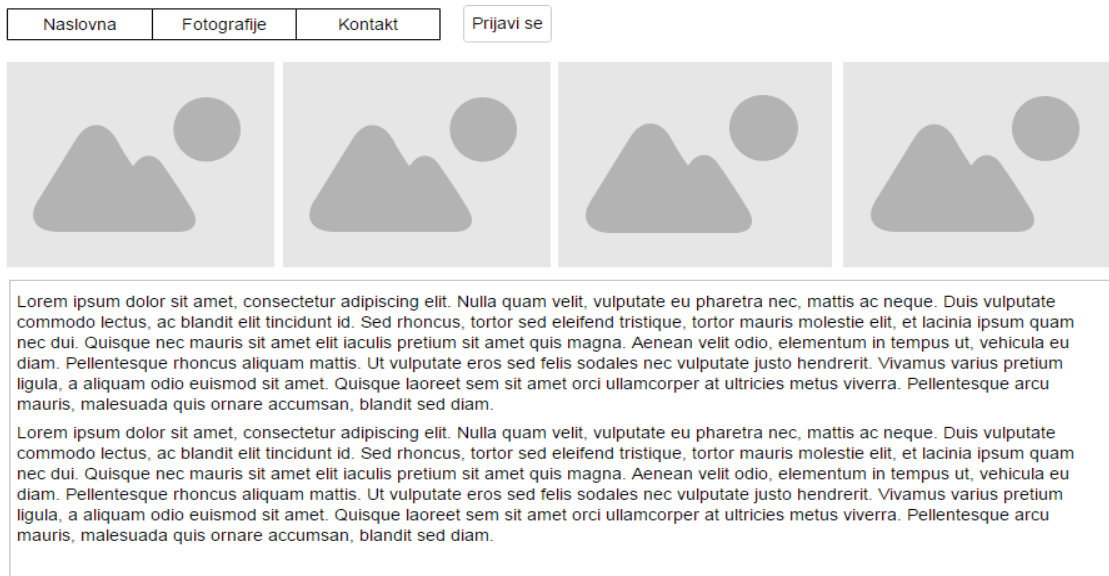 Naslovna Fotografije Kontakt Prijavi se
Lorem ipsum dolor sit amet, consectetur adipiscing elit. Nulla quam velit, vulputate eu pharetra nec, mattis ac neque. Duis vulputate
commodo lectus, ac blandit elit tincidunt id. Sed rhoncus, tortor sed eleifend tristique, tortor mauris molestie elit, et lacinia ipsum quam
nec dui. Quisque nec mauris sit amet elit iaculis pretium sit amet quis magna. Aenean velit odio, elementum in tempus ut, vehicula eu
diam. Pellentesque rhoncus aliquam mattis. Ut vulputate eros sed felis sodales nec vulputate justo hendrerit. Vivamus varius pretium
ligula, a aliquam odio euismod sit amet. Quisque laoreet sem sit amet orci ullamcorper at ultricies metus viverra. Pellentesque arcu
mauris, malesuada quis ornare accumsan, blandit sed diam.
Lorem ipsum dolor sit amet, consectetur adipiscing elit. Nulla quam velit, vulputate eu pharetra nec, mattis ac neque. Duis vulputate
commodo lectus, ac blandit elit tincidunt id. Sed rhoncus, tortor sed eleifend tristique, tortor mauris molestie elit, et lacinia ipsum quam
nec dui. Quisque nec mauris sit amet elit iaculis pretium sit amet quis magna. Aenean velit odio, elementum in tempus ut, vehicula eu
diam. Pellentesque rhoncus aliquam mattis. Ut vulputate eros sed felis sodales nec vulputate justo hendrerit. Vivamus varius pretium
ligula, a aliquam odio euismod sit amet. Quisque laoreet sem sit amet orci ullamcorper at ultricies metus viverra. Pellentesque arcu
mauris, malesuada quis ornare accumsan, blandit sed diam.